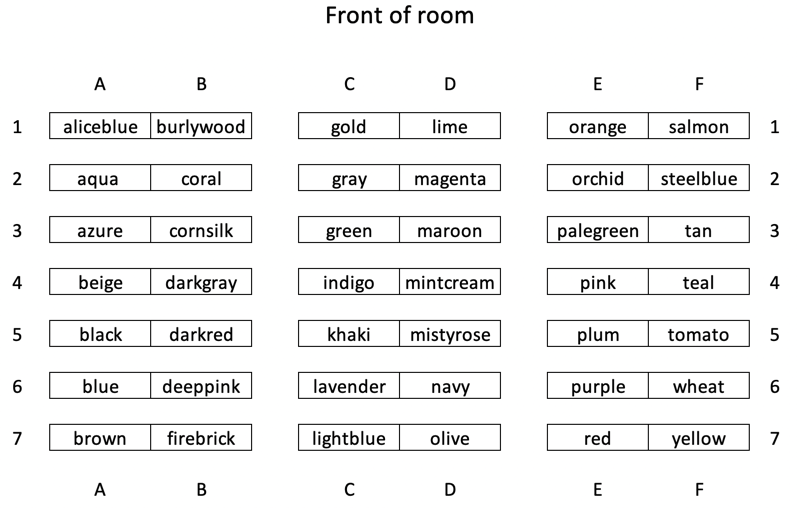 Front of room
A B C D E F
1 aliceblue burlywood gold lime orange salmon 1
2 aqua coral gray magenta orchid steelblue 2
3 azure cornsilk green maroon palegreen tan 3
4 beige darkgray indigo mintcream pink teal 4
5 black darkred khaki mistyrose plum tomato 5
6 blue deeppink lavender navy purple wheat 6
7 brown firebrick lightblue olive red yellow 7
A B C D E F